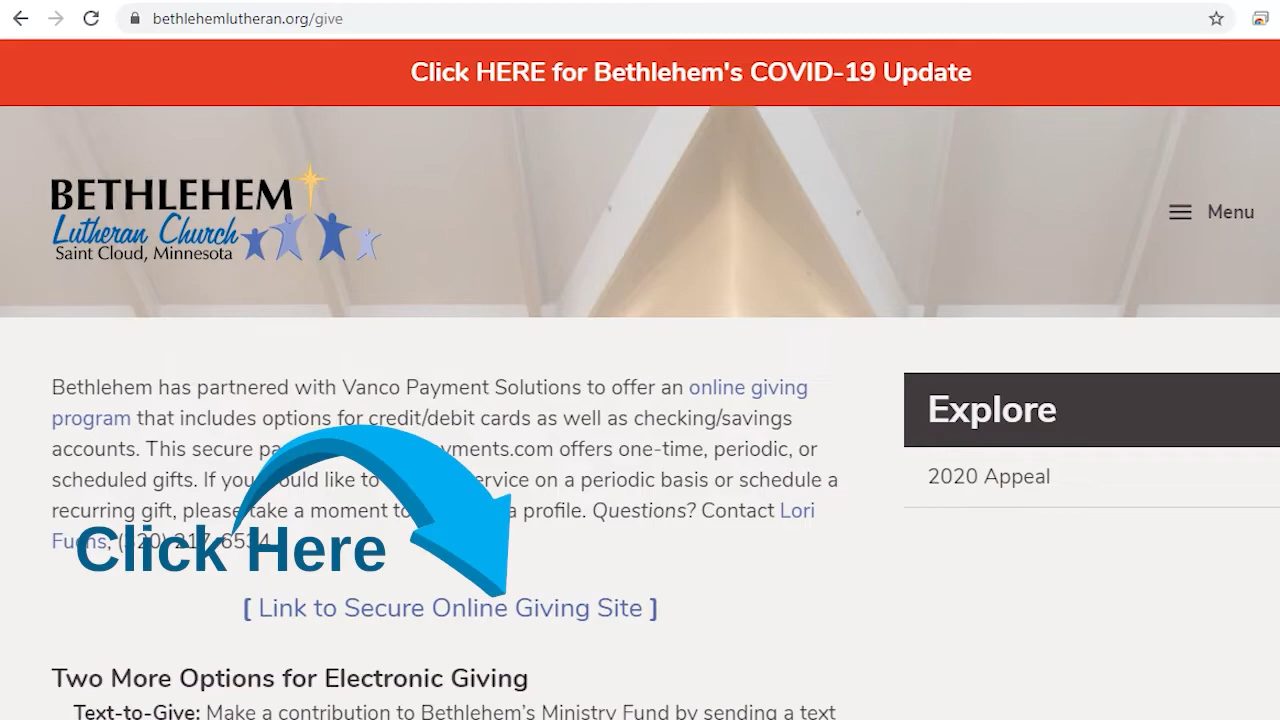 bethlehemlutheran.org/give
Click HERE for Bethlehem's COVID-19 Update
BETHLEHEM
Lutheran Church
Saint Cloud, Minnesota
Menu
Bethlehem has partnered with Vanco Payment Solutions to offer an online giving
program that includes options for credit/debit cards as well as checking/savings
accounts. This secure yments.com offers one-time, periodic, or
scheduled gifts. If you would like to ervice on a periodic basis or schedule a
recurring gift, please take a moment to a profile. Questions? Contact Lori
Fuchs, (320) 217-6534
Click Here
[ Link to Secure Online Giving Site ]
Two More Options for Electronic Giving
Text-to-Give: Make a contribution to Bethlehem's Ministry Fund by sending a text
Explore
2020 Appeal